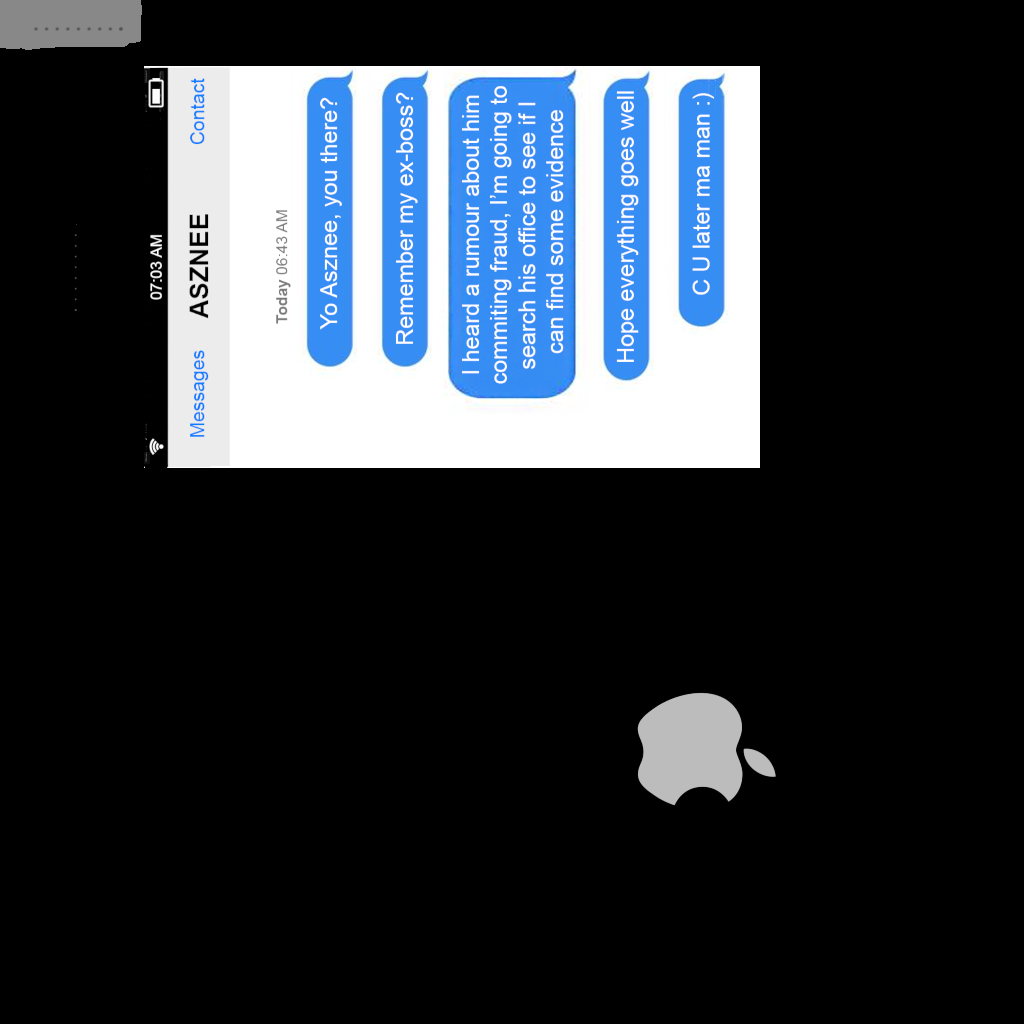 07:03 AM
Messages
ASZNEE
Contact
Today 06:43 AM
Yo Asznee, you there?
Remember my ex-boss?
I heard a rumour about him
commiting fraud, I'm going to
search his office to see if I
can find some evidence
Hope everything goes well
C U later ma man :)